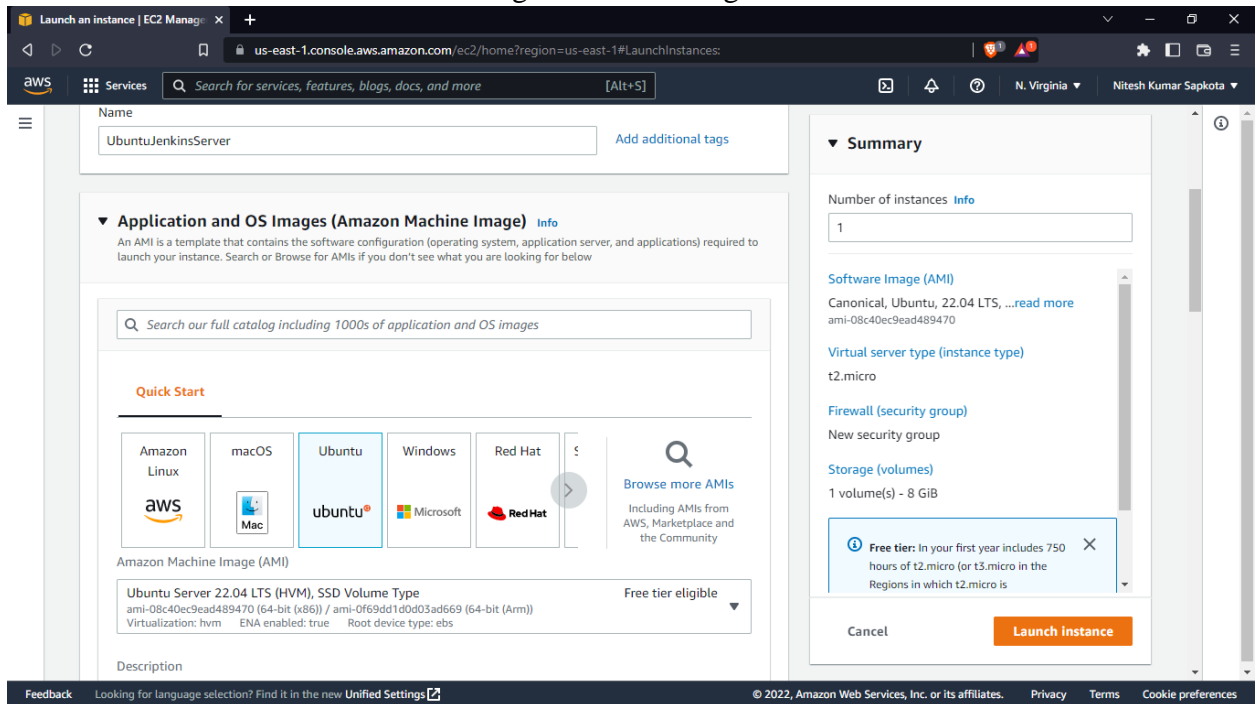 Launch an instance | EC2 Manage
us-east-1.console.aws.amazon.com/ec2/home?region=us-east-1#LaunchInstances:
1
1
aws
Services
Search for services, features, blogs, docs, and more
[Alt+S]
N. Virginia
Nitesh Kumar Sapkota
Name
UbuntuJenkinsServer
Add additional tags
Application and OS Images (Amazon Machine Image) Info
An AMI is a template that contains the software configuration (operating system, application server, and applications) required to
launch your instance. Search or Browse for AMIs if you don't see what you are looking for below
Search our full catalog including 1000s of application and OS images
Quick Start
Amazon
Linux
aws
macOS
Mac
Ubuntu
ubuntu
Windows
Microsoft
Red Hat
Red Hat
S
Browse more AMIs
Including AMIs from
AWS, Marketplace and
the Community
Amazon Machine Image (AMI)
Ubuntu Server 22.04 LTS (HVM), SSD Volume Type
Free tier eligible
ami-08c40ec9ead489470 (64-bit (x86)) / ami-0f69dd1d0d03ad669 (64-bit (Arm))
Virtualization: hvm ENA enabled: true Root device type: ebs
Description
Summary
Number of instances Info
1
Software Image (AMI)
Canonical, Ubuntu, 22.04 LTS, ...read more
ami-08c40ec9ead489470
Virtual server type (instance type)
t2.micro
Firewall (security group)
New security group
Storage (volumes)
1 volume(s) - 8 GiB
Free tier: In your first year includes 750
hours of t2.micro (or t3.micro in the
Regions in which t2.micro is
Cancel
Launch instance
Feedback
Looking for language selection? Find it in the new Unified Settings
© 2022, Amazon Web Services, Inc. or its affiliates.
Privacy
Terms
Cookie preferences